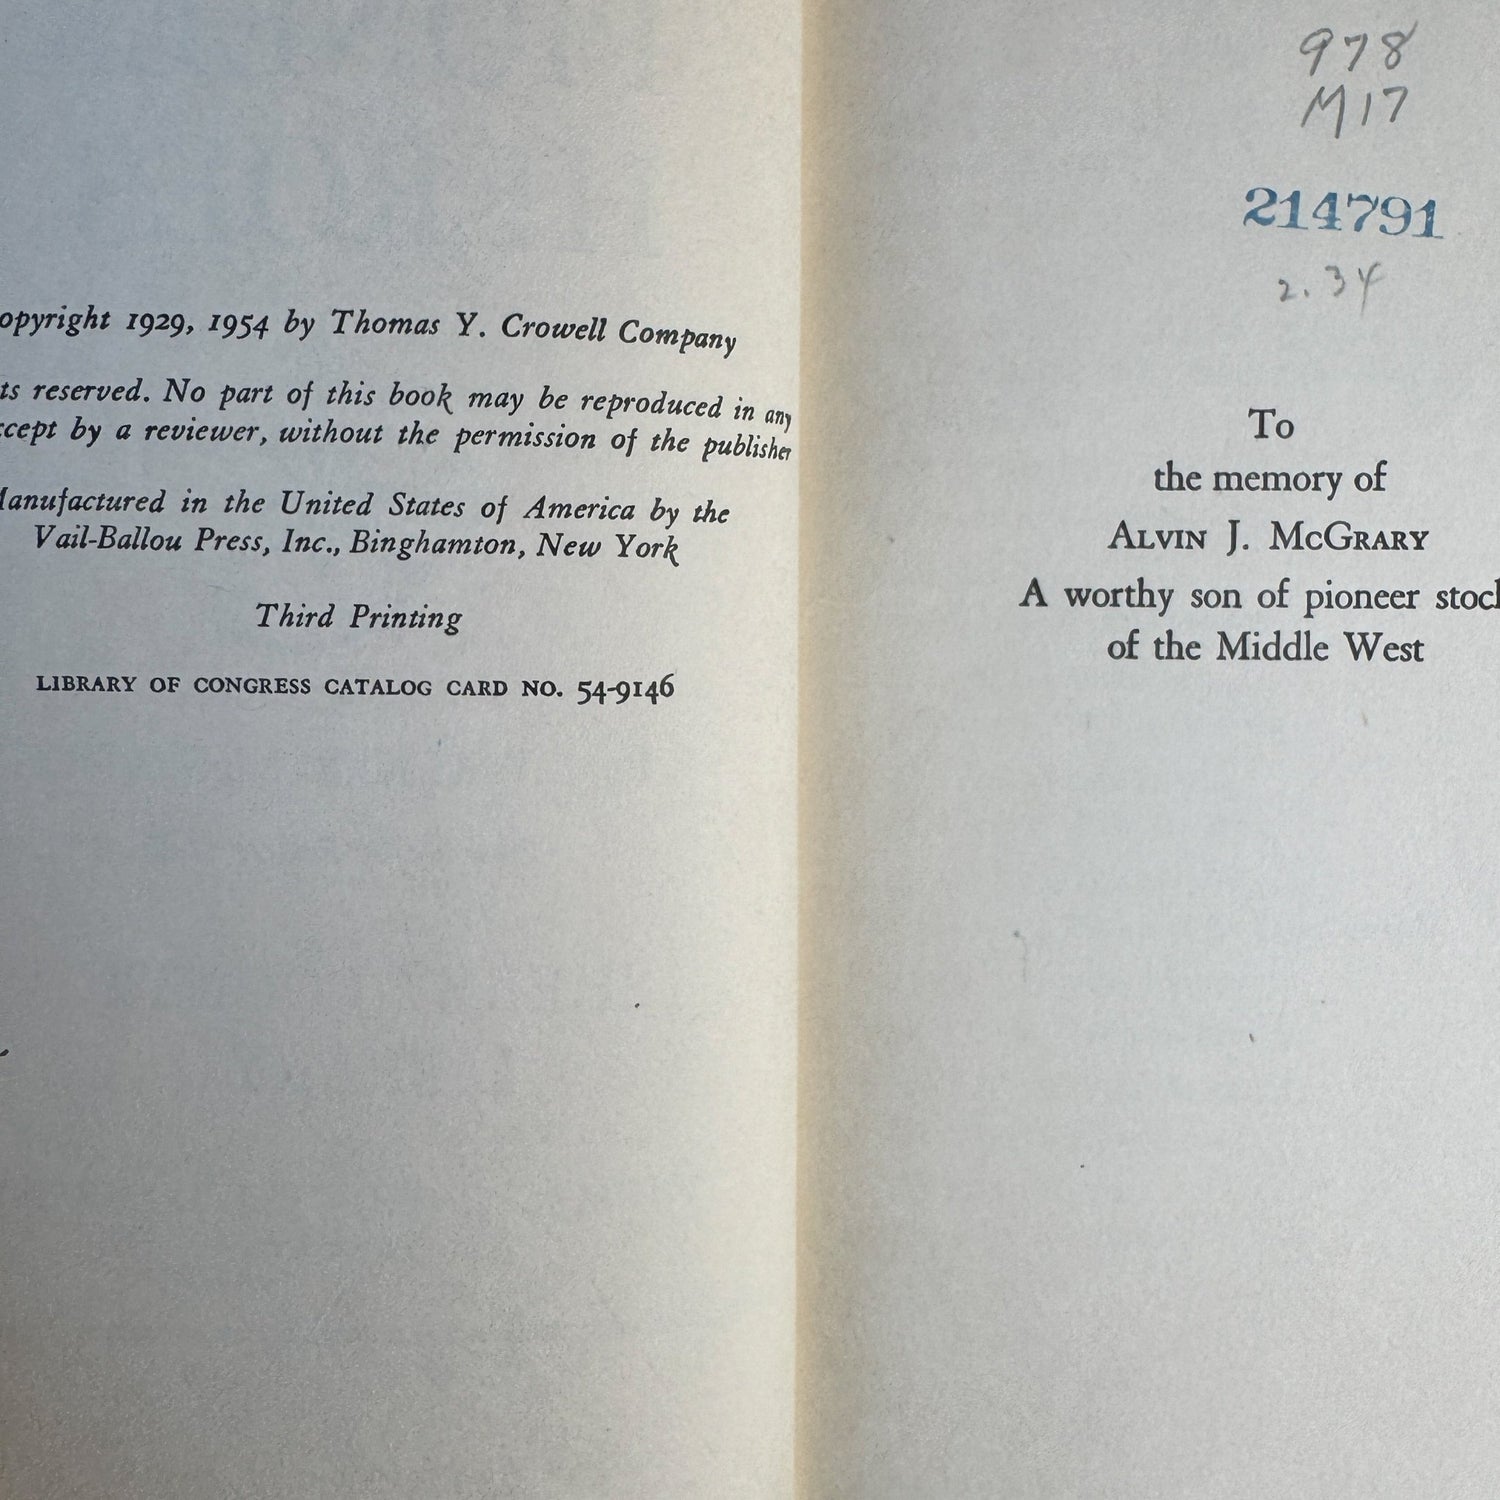 opyright 1929, 1954 by Thomas Y. Crowell Company
ts reserved. No part of this book may be reproduced in any
cept by a reviewer, without the permission of the publisher
anufactured in the United States of America by the
Vail-Ballou Press, Inc., Binghamton, New York
Third Printing
LIBRARY OF CONGRESS CATALOG CARD NO. 54-9146
978
M17
214791
2.34
To
the memory of
ALVIN J. MCGRARY
A worthy son of pioneer stock
of the Middle West